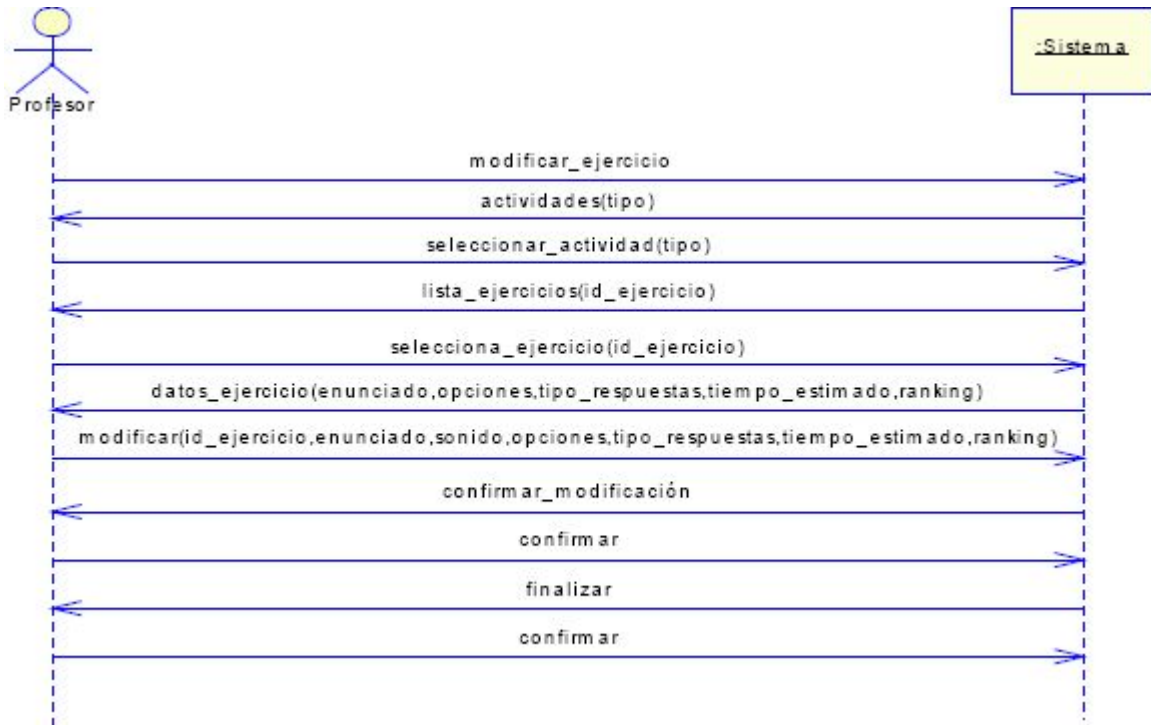 :Sistema
Profesor
modificar_ejercicio
actividades(tipo)
seleccionar_actividad(tipo)
lista_ejercicios(id_ejercicio)
selecciona_ejercicio(id_ejercicio)
datos_ejercicio(enunciado,opciones,tipo_respuestas,tiempo_estimado,ranking)
modificar(id_ejercicio,enunciado,sonido,opciones,tipo_respuestas,tiempo_estimado,ranking)
confirmar_modificación
confirmar
finalizar
confirmar